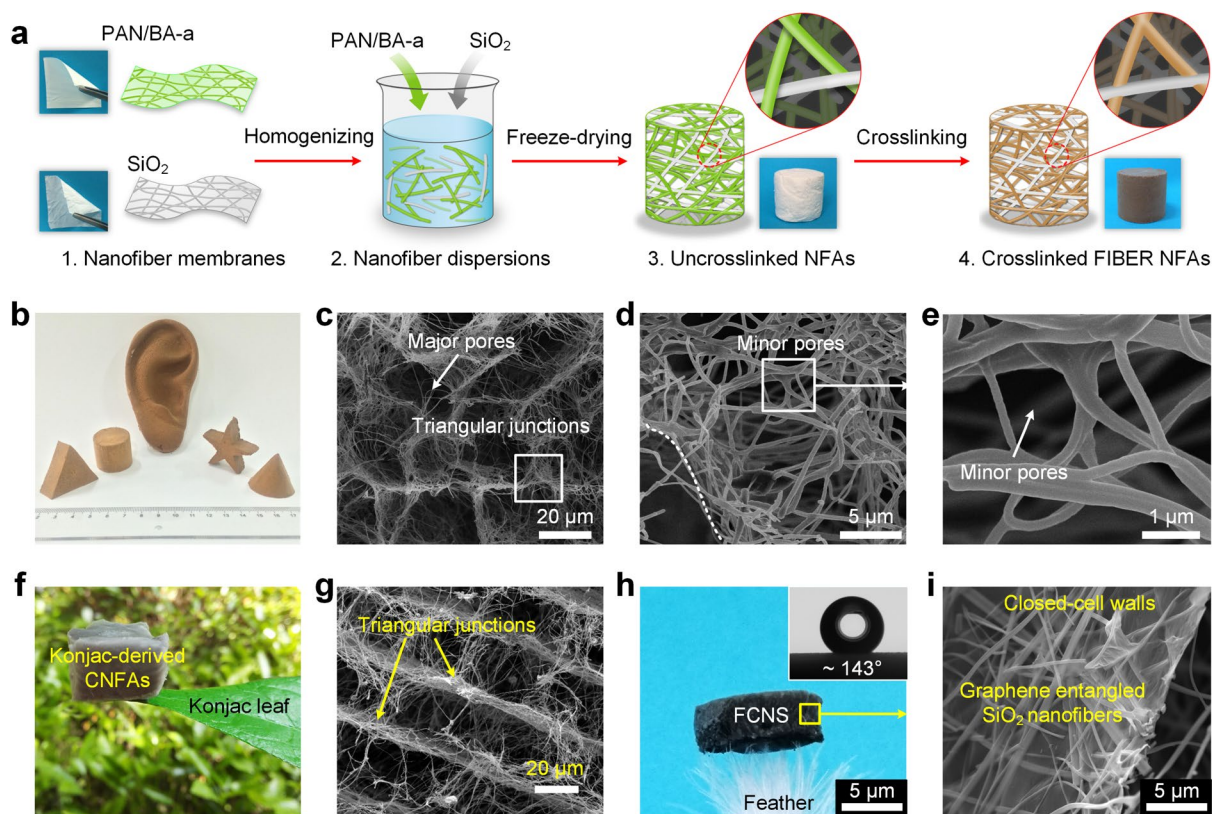 a
PAN/BA-a
SiO₂
PAN/BA-a
SiO₂
Homogenizing
Freeze-drying
Crosslinking
1. Nanofiber membranes
2. Nanofiber dispersions
3. Uncrosslinked NFAs
4. Crosslinked FIBER NFAs
b
c
Major pores
Triangular junctions
20 μm
d
Minor pores
5 μm
e
Minor pores
1 μm
f
Konjac-derived
CNFAs
Konjac leaf
g
Triangular junctions
20 μm
h
~ 143°
FCNS
Feather
5 μm
i
Closed-cell walls
Graphene entangled
SiO₂ nanofibers
5 μm